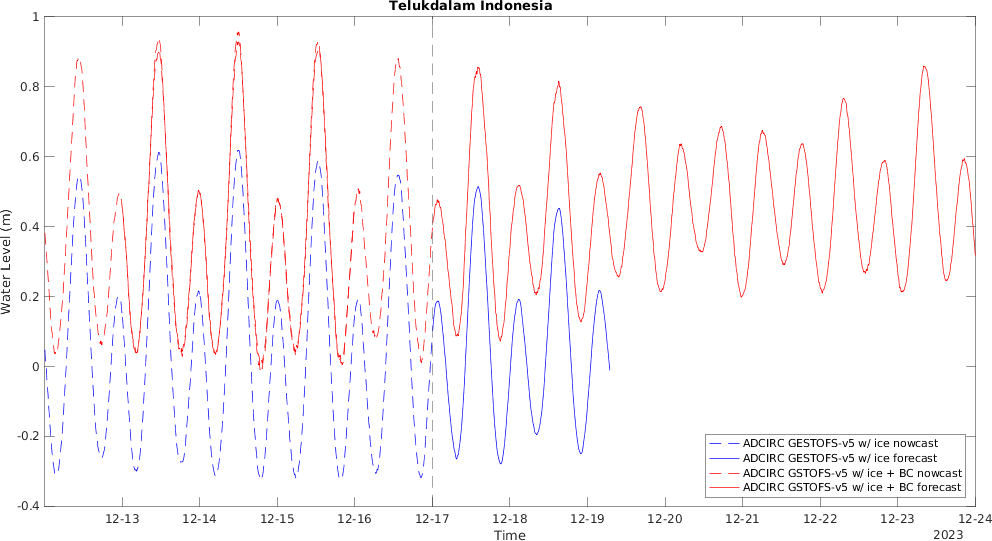 Telukdalam Indonesia
1
0.8
0.6
0.4
0.2
0
-0.2
-0.4
Water Level (m)
ADCIRC GESTOFS-v5 w/ ice nowcast
ADCIRC GESTOFS-v5 w/ ice forecast
ADCIRC GSTOFS-v5 w/ ice + BC nowcast
ADCIRC GSTOFS-v5 w/ ice + BC forecast
12-13 12-14 12-15 12-16 12-17 12-18 12-19 12-20 12-21 12-22 12-23 12-24
Time
2023